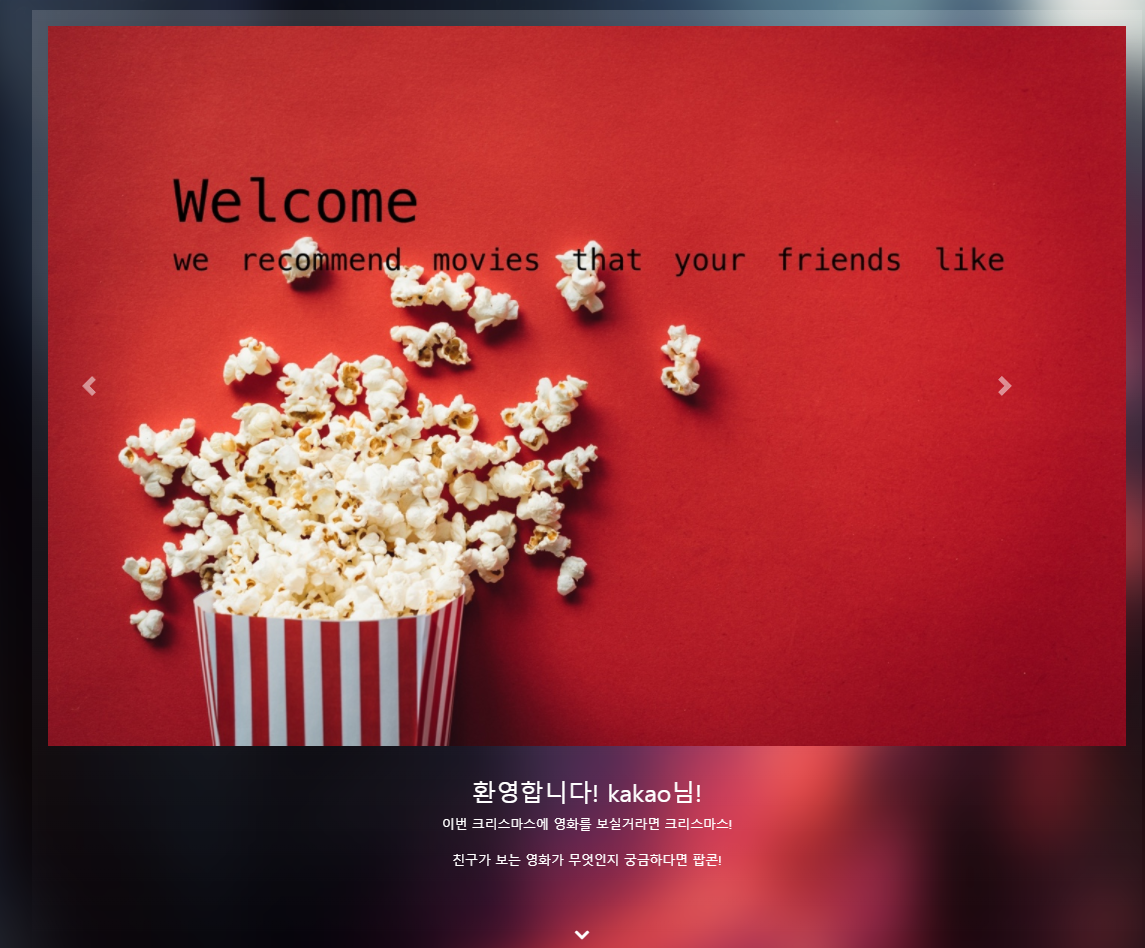 Welcome
we recommend movies that your friends like
환영합니다! kakao님!
이번 크리스마스에 영화를 보실거라면 크리스마스!
친구가 보는 영화가 무엇인지 궁금하다면 팝콘!